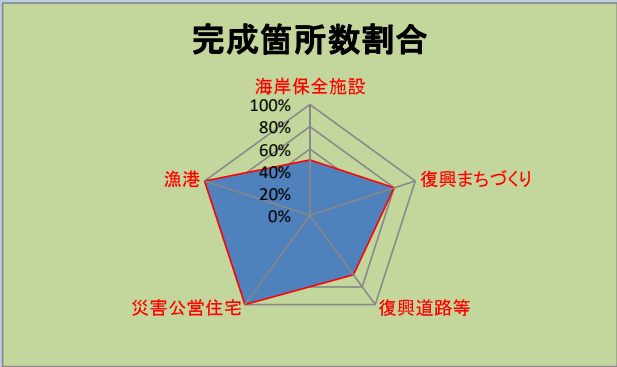 完成箇所数割合
海岸保全施設
100%
80%
60%
40%
20%
0%
復興まちづくり
漁港
災害公営住宅
復興道路等